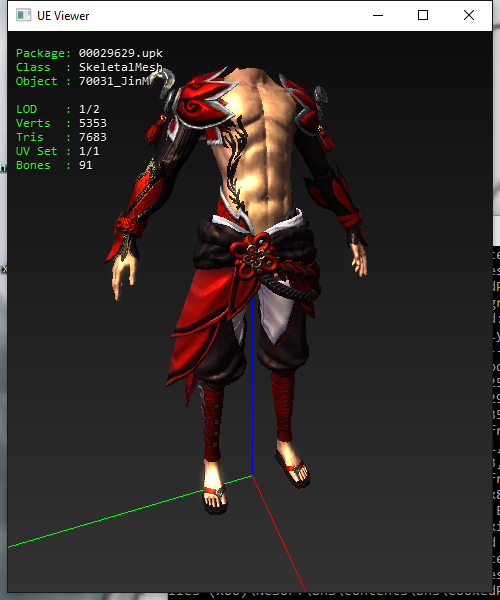 UE Viewer
Package: 00029629.upk
Class : SkeletalMesh
Object : 70031_JinM
LOD : 1/2
Verts : 5353
Tris : 7683
UV Set : 1/1
Bones : 91